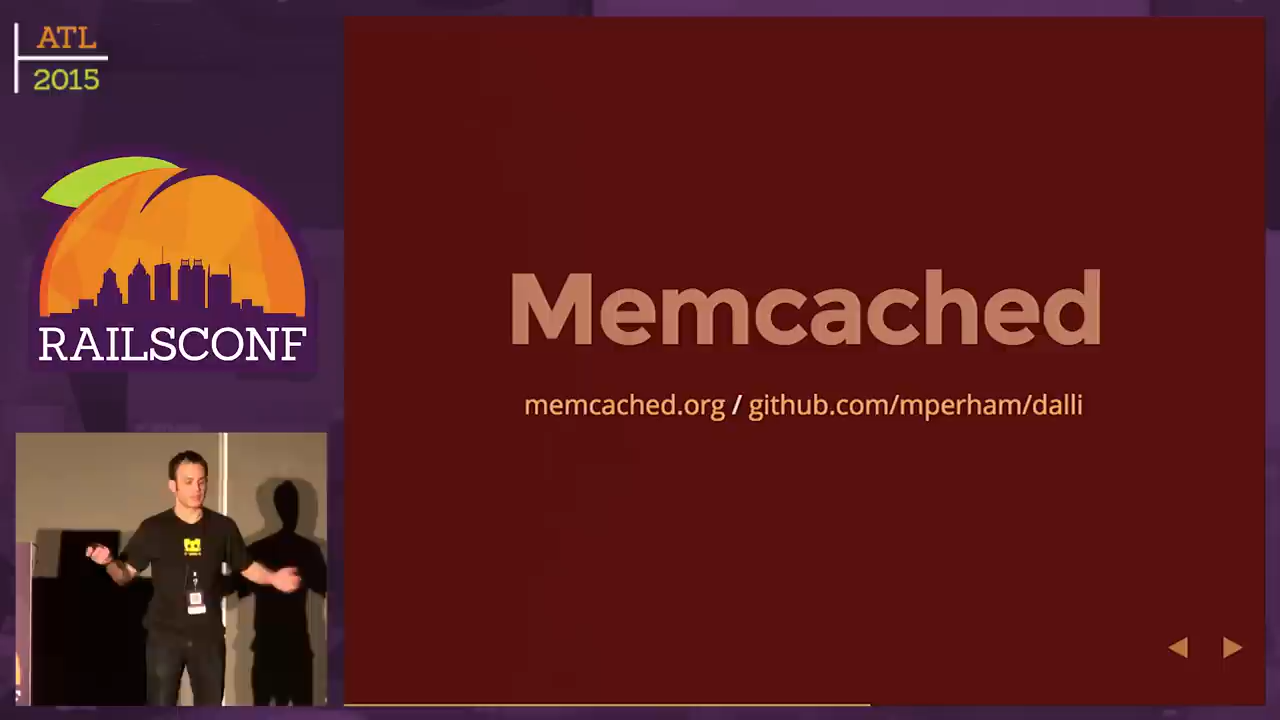 ATL
2015
RAILSCONF
Memcached
memcached.org / github.com/mperham/dalli